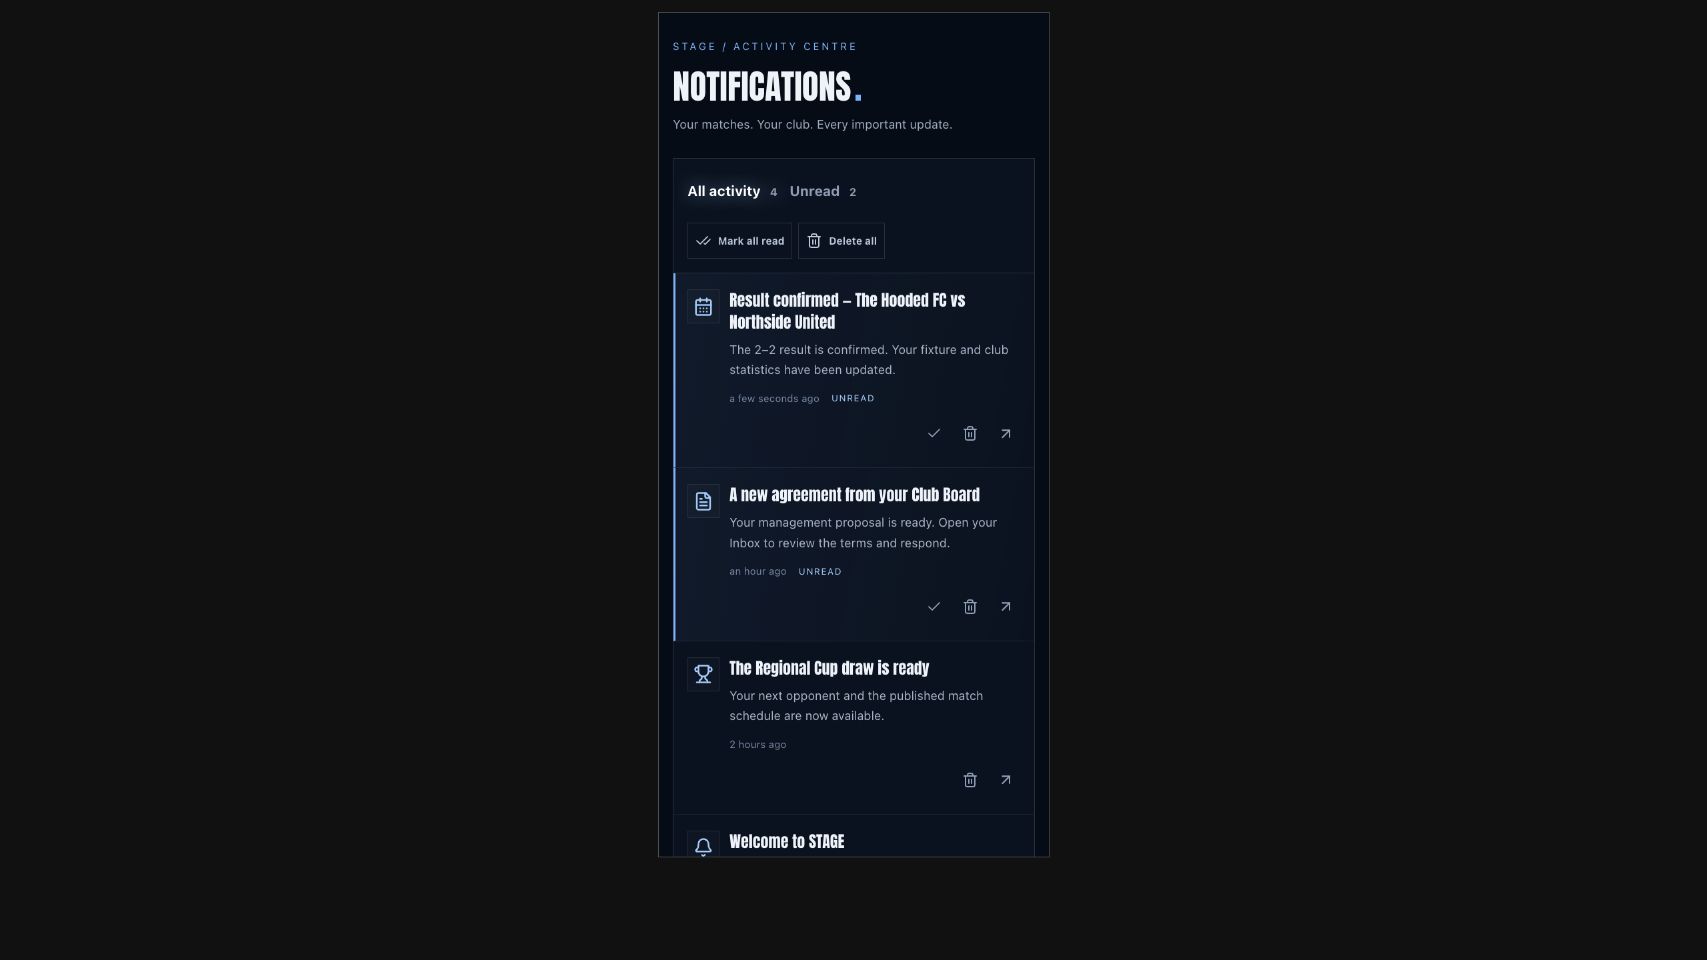 STAGE / ACTIVITY CENTRE
NOTIFICATIONS.
Your matches. Your club. Every important update.
All activity 4 Unread 2
Mark all read Delete all
Result confirmed – The Hooded FC vs
Northside United
The 2–2 result is confirmed. Your fixture and club
statistics have been updated.
a few seconds ago UNREAD
A new agreement from your Club Board
Your management proposal is ready. Open your
Inbox to review the terms and respond.
an hour ago UNREAD
The Regional Cup draw is ready
Your next opponent and the published match
schedule are now available.
2 hours ago
Welcome to STAGE